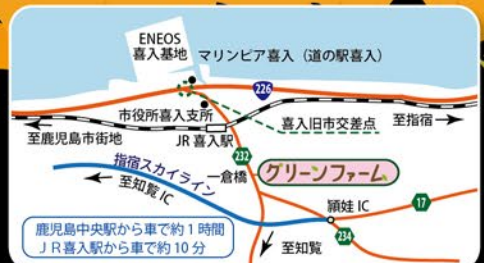 ENEOS
喜入基地
マリンピア喜入（道の駅喜入）
226
市役所喜入支所
喜入旧市交差点
至指宿
至鹿児島市街地
JR 喜入駅
232
指宿スカイライン
一倉橋
グリーンファーム
至知覧 IC
頴娃 IC
17
234
至知覧
鹿児島中央駅から車で約１時間
ＪＲ喜入駅から車で約 10 分